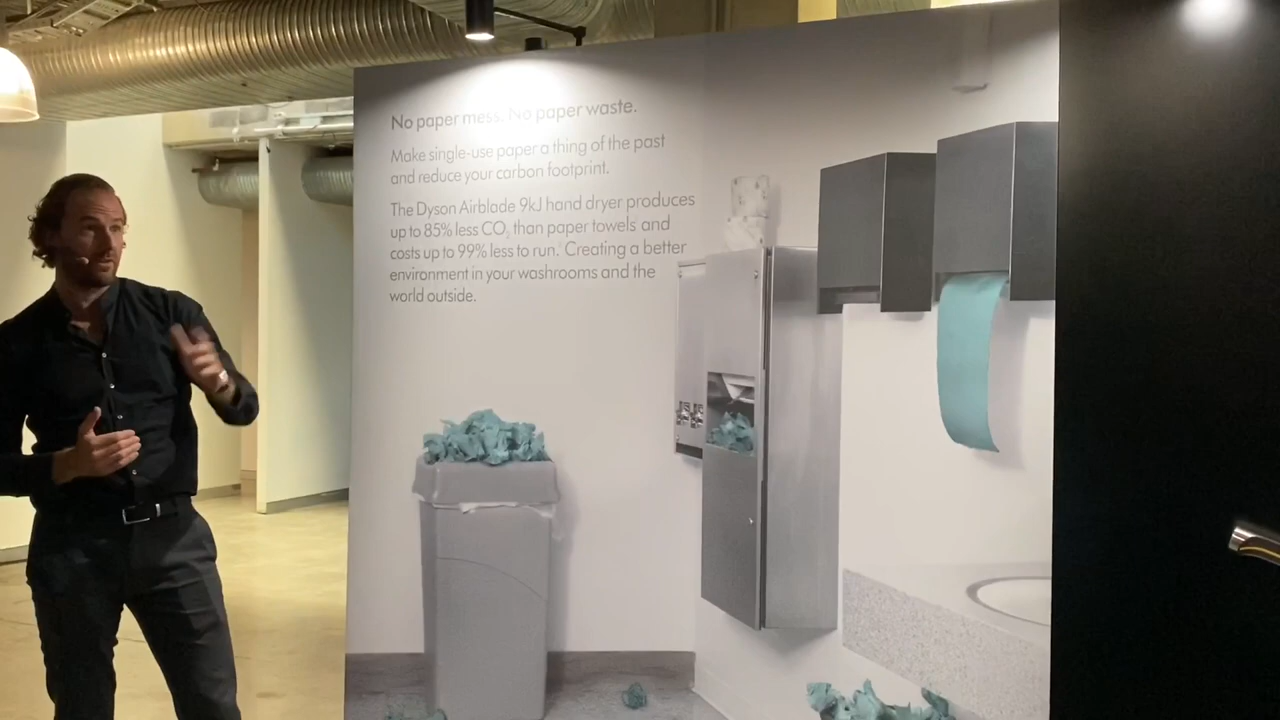 No paper mess. No paper waste.
Make single-use paper a thing of the past
and reduce your carbon footprint.
The Dyson Airblade 9kJ hand dryer produces
up to 85% less CO₂ than paper towels and
costs up to 99% less to run. Creating a better
environment in your washrooms and the
world outside.